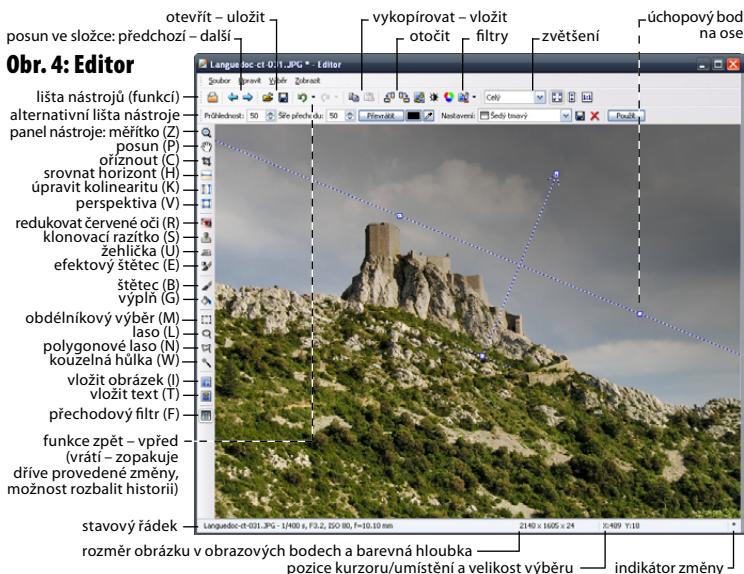 otevřít – uložit
vykopírovat – vložit
úchopový bod
na ose
posun ve složce: předchozí – další
otočit
filtry
zvětšení
Obr. 4: Editor
Languedoc-ct-031.JPG * - Editor
Soubor Upravit Výběr Zobrazit
lišta nástrojů (funkcí)
Celý
alternativní lišta nástroje
Průhlednost: 50 Šíře přechodu: 50 Převrátit Nastavení: Šedý tmavý Použít
panel nástroje: měřítko (Z)
posun (P)
oříznout (C)
srovnat horizont (H)
úpravit kolinearitu (K)
perspektiva (V)
redukovat červené oči (R)
klonovací razítko (S)
žehlička (U)
efektový štětec (E)
štětec (B)
výplň (G)
obdélníkový výběr (M)
laso (L)
polygonové laso (N)
kouzelná hůlka (W)
vložit obrázek (I)
vložit text (T)
přechodový filtr (F)
funkce zpět – vpřed
(vrátí – zopakuje
dříve provedené změny,
možnost rozbalit historii)
stavový řádek
Languedoc-ct-031.JPG - 1/400 s, F3.2, ISO 80, f=10.10 mm
2140 x 1605 x 24
X:409 Y:10
*
rozměr obrázku v obrazových bodech a barevná hloubka
pozice kurzoru/umístění a velikost výběru
indikátor změny